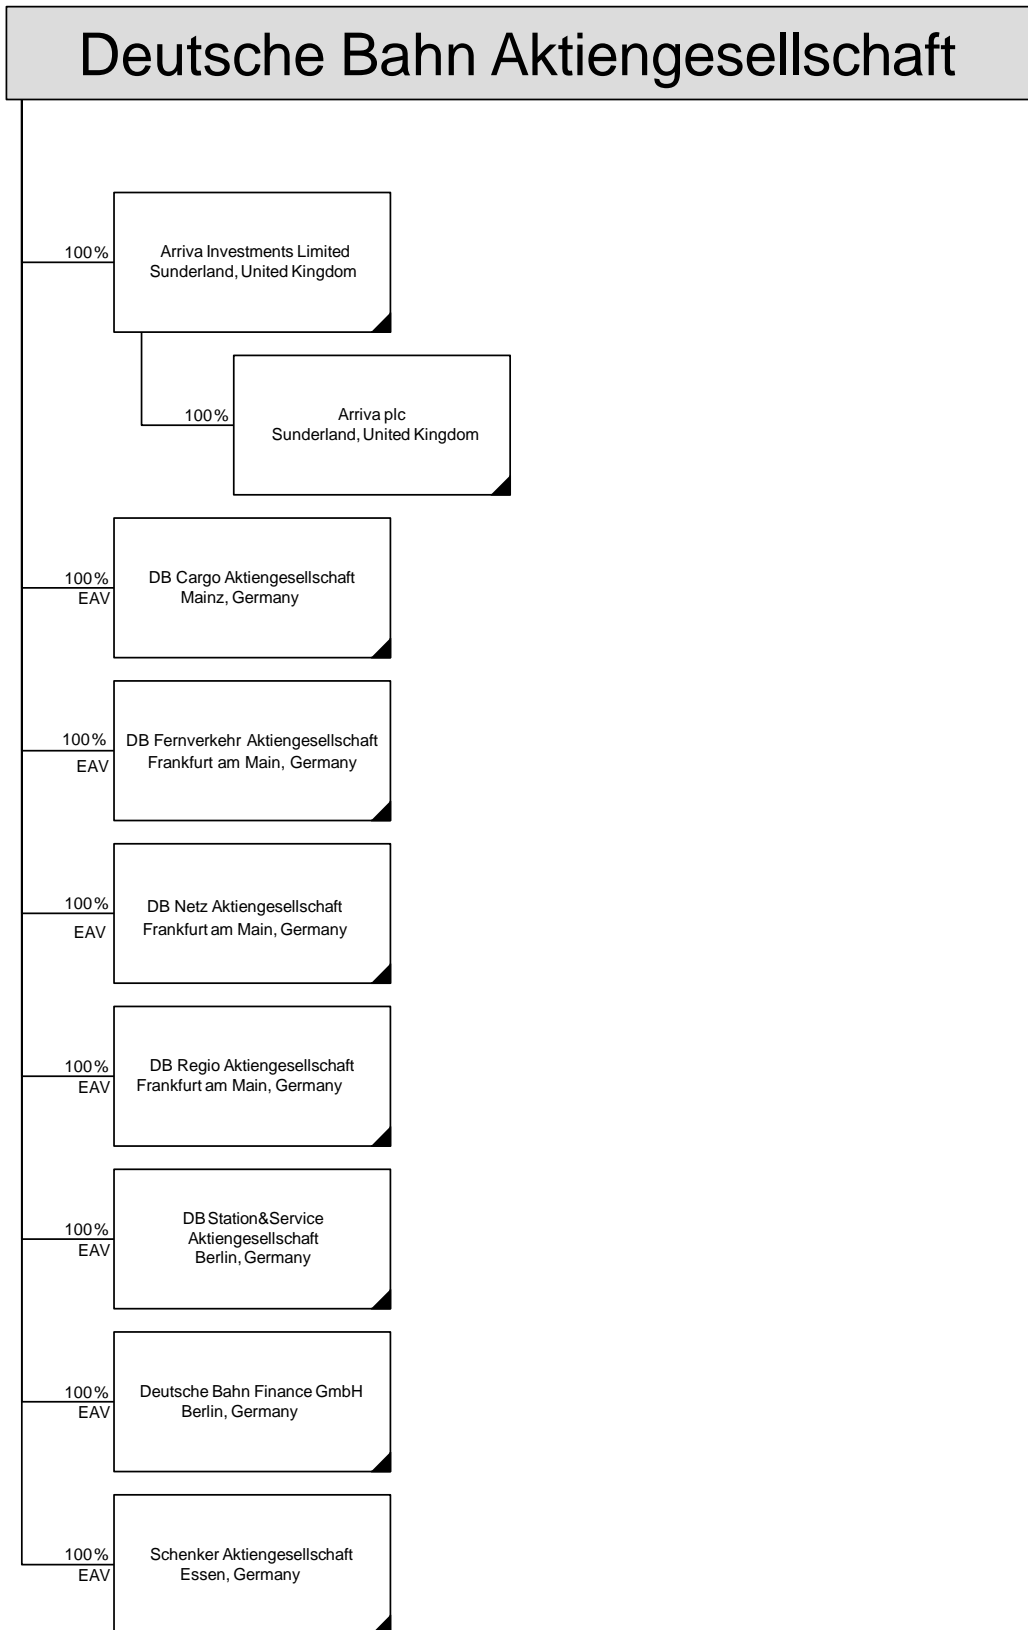 Deutsche Bahn Aktiengesellschaft
100%
Arriva Investments Limited
Sunderland, United Kingdom
100%
Arriva plc
Sunderland, United Kingdom
100%
EAV
DB Cargo Aktiengesellschaft
Mainz, Germany
100%
EAV
DB Fernverkehr Aktiengesellschaft
Frankfurt am Main, Germany
100%
EAV
DB Netz Aktiengesellschaft
Frankfurt am Main, Germany
100%
EAV
DB Regio Aktiengesellschaft
Frankfurt am Main, Germany
100%
EAV
DB Station&Service
Aktiengesellschaft
Berlin, Germany
100%
EAV
Deutsche Bahn Finance GmbH
Berlin, Germany
100%
EAV
Schenker Aktiengesellschaft
Essen, Germany